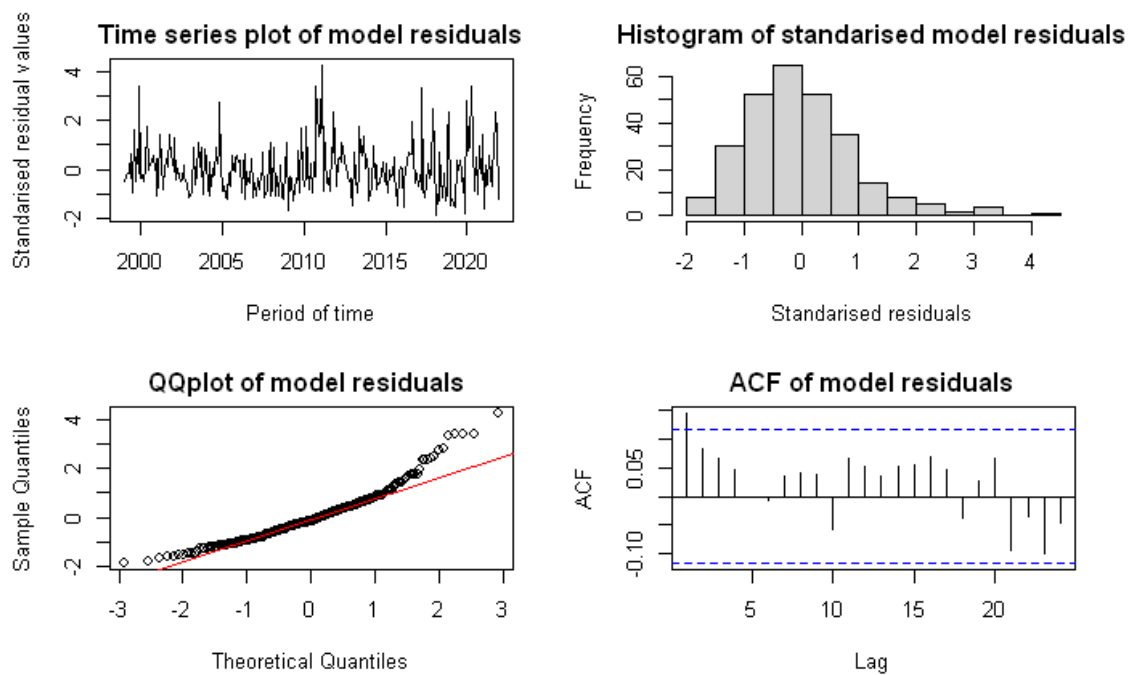 Time series plot of model residuals
Standarised residual values
4
2
0
-2
2000 2005 2010 2015 2020
Period of time
Histogram of standarised model residuals
Frequency
60
40
20
0
-2 -1 0 1 2 3 4
Standarised residuals
QQplot of model residuals
Sample Quantiles
4
2
0
-2
-3 -2 -1 0 1 2 3
Theoretical Quantiles
ACF of model residuals
ACF
0.05
-0.10
5 10 15 20
Lag